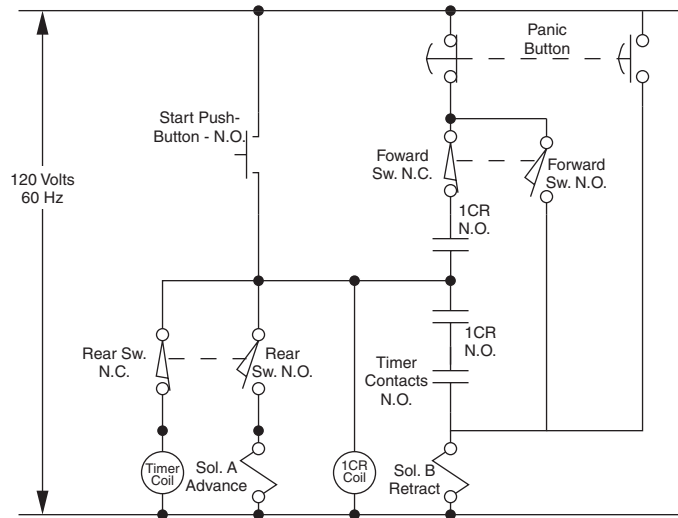 Panic
Button
Start Push-
Button - N.O.
Foward
Sw. N.C.
Forward
Sw. N.O.
120 Volts
60 Hz
1CR
N.O.
1CR
N.O.
Rear Sw.
N.C.
Rear
Sw. N.O.
Timer
Contacts
N.O.
Timer
Coil
Sol. A
Advance
1CR
Coil
Sol. B
Retract